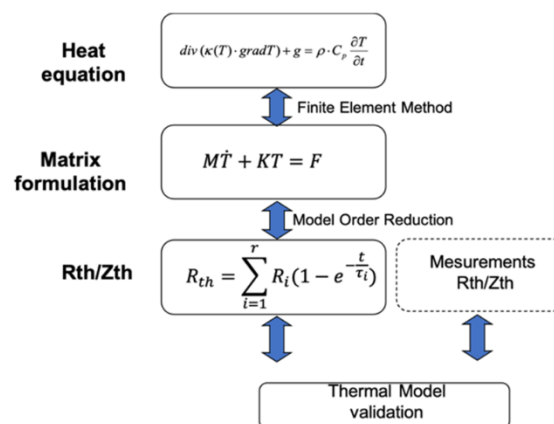 Heat
equation
div (κ(T)·gradT) + g = ρ·C_p ∂T/∂t
Finite Element Method
Matrix
formulation
MṪ + KT = F
Model Order Reduction
Rth/Zth
R_th = ∑_{i=1}^{r} R_i(1 − e^{−t/τ_i})
Mesurements
Rth/Zth
Thermal Model
validation